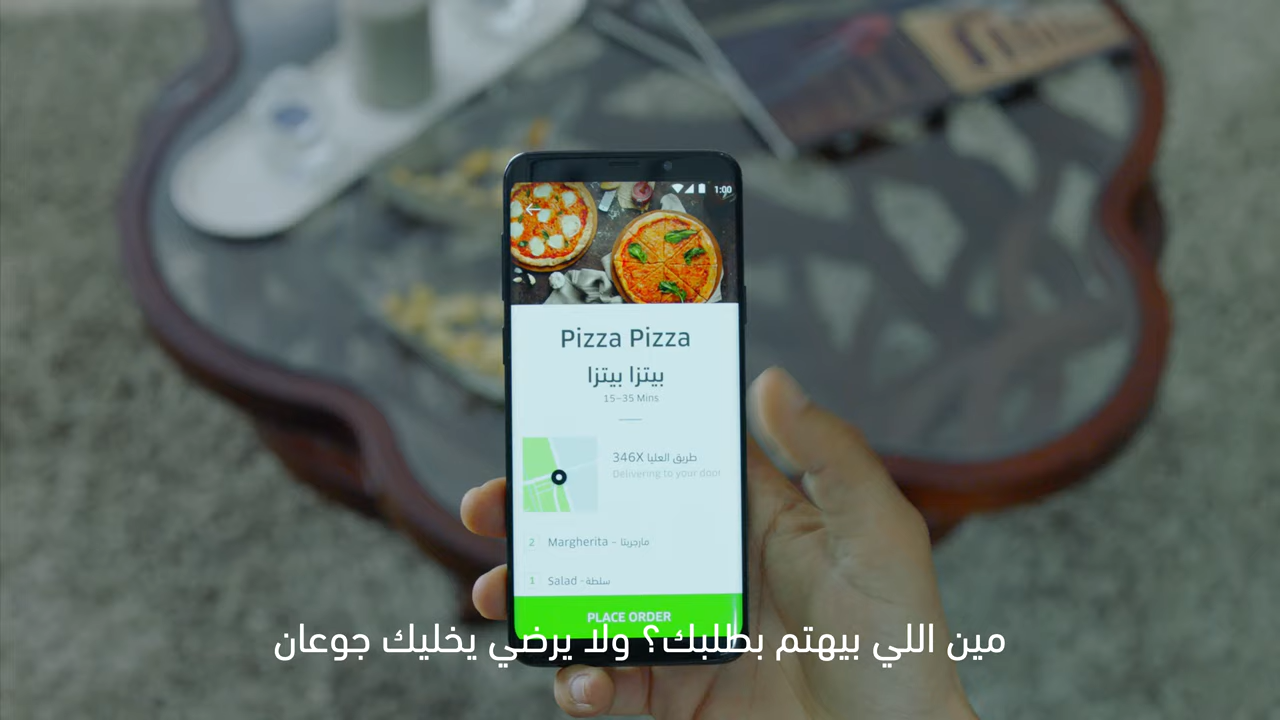 1:00
Pizza Pizza
بيتزا بيتزا
15–35 Mins
346X طريق العليا
Delivering to your door
2 Margherita – مارجريتا
1 Salad - سلطة
PLACE ORDER
مين اللي بيهتم بطلبك؟ ولا يرضي يخليك جوعان